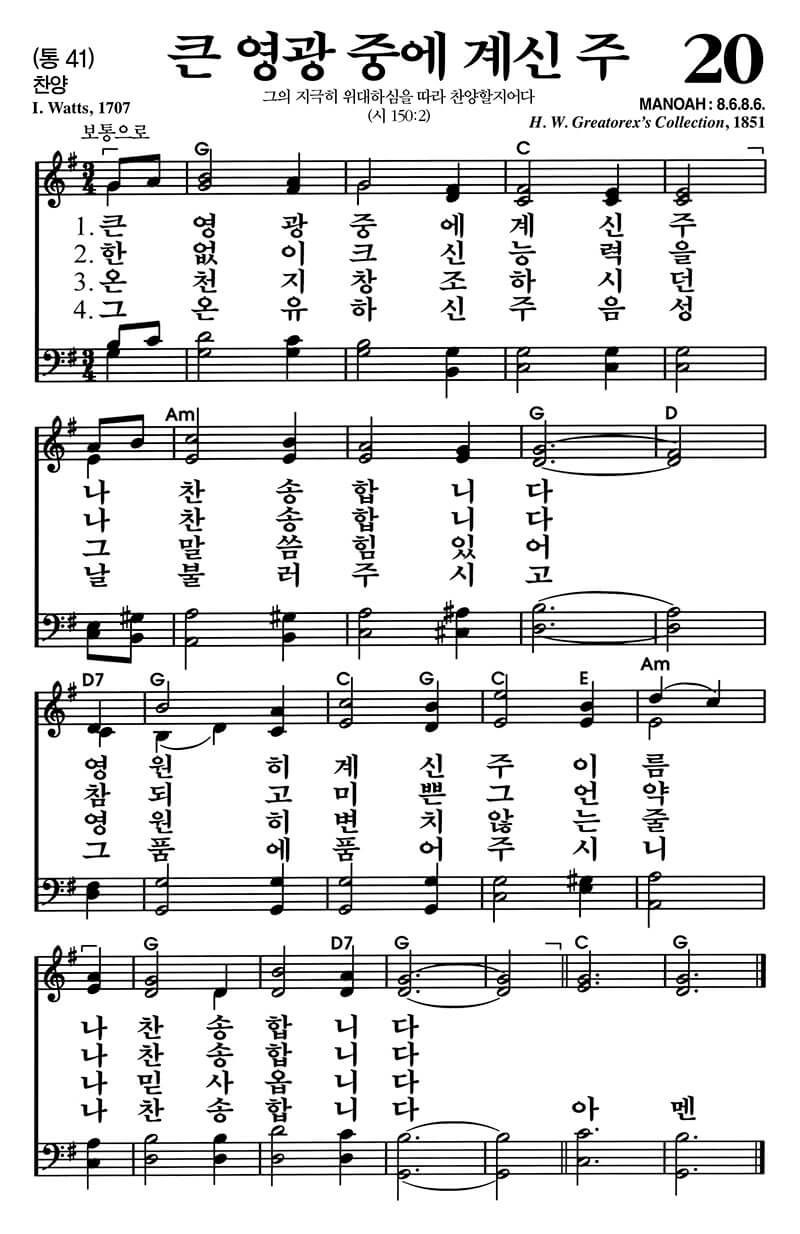 (통 41)
찬양
I. Watts, 1707
큰 영광 중에 계신 주
그의 지극히 위대하심을 따라 찬양할지어다
(시 150:2)
20
MANOAH : 8.6.8.6.
H. W. Greatorex's Collection, 1851
보통으로
G C
1. 큰 영 광 중 에 계 신 주
2. 한 없 이 크 신 능 력 을
3. 온 천 지 창 조 하 시 던
4. 그 온 유 하 신 주 음 성
Am G D
나 찬 송 합 니 다
나 찬 송 합 니 다
그 말 씀 힘 있 어
날 불 러 주 시 고
D7 G C G C E Am
영 원 히 계 신 주 이 름
참 되 고 미 쁜 그 언 약
영 원 히 변 치 않 는 줄
그 품 에 품 어 주 시 니
G D7 G C G
나 찬 송 합 니 다
나 찬 송 합 니 다
나 믿 사 옵 니 다
나 찬 송 합 니 다 아 멘